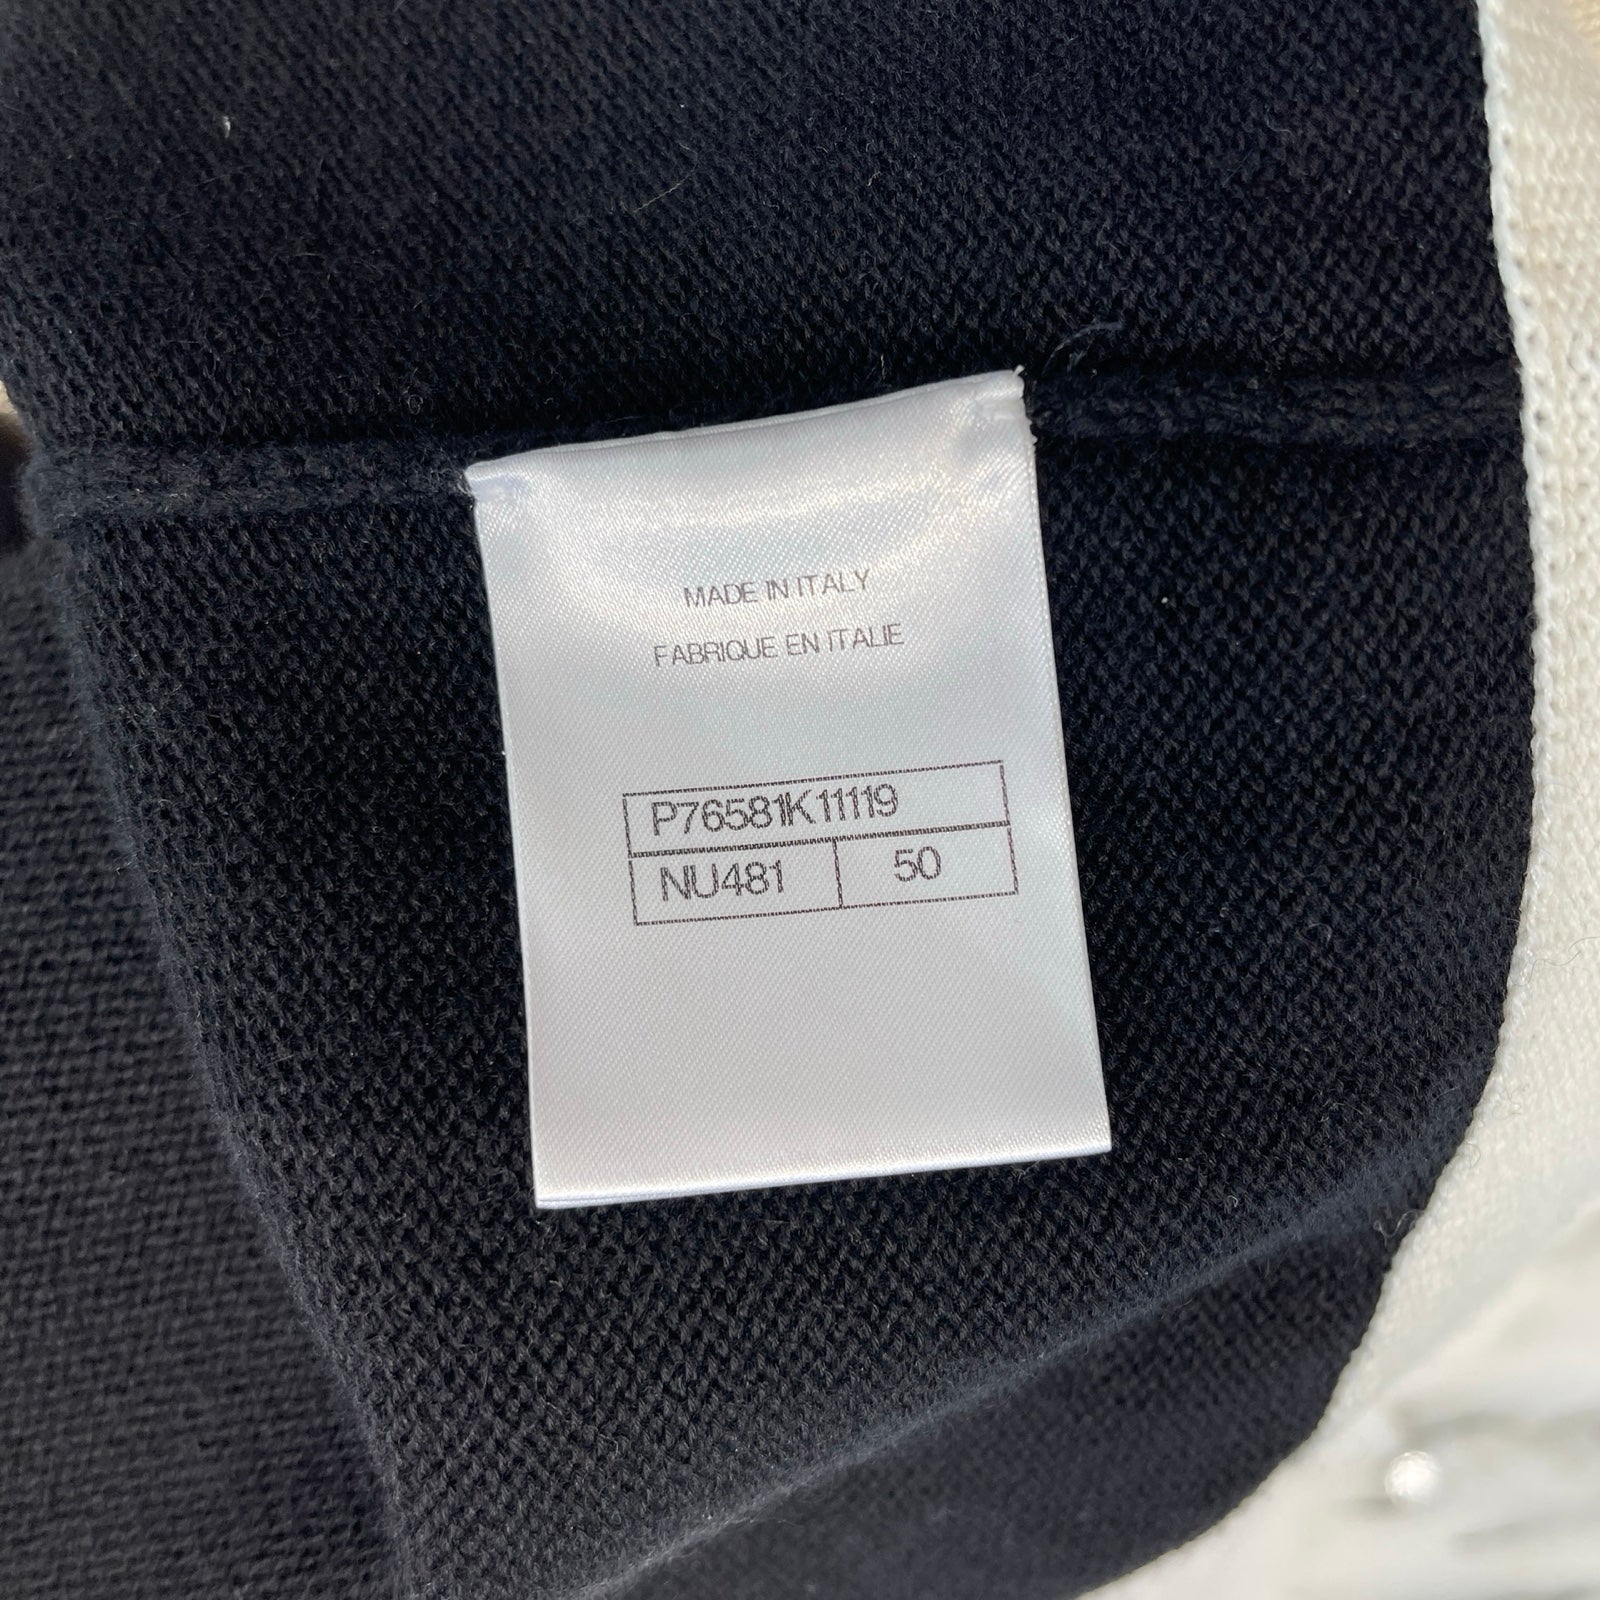 MADE IN ITALY
FABRIQUE EN ITALIE
P76581K11119
NU481 50